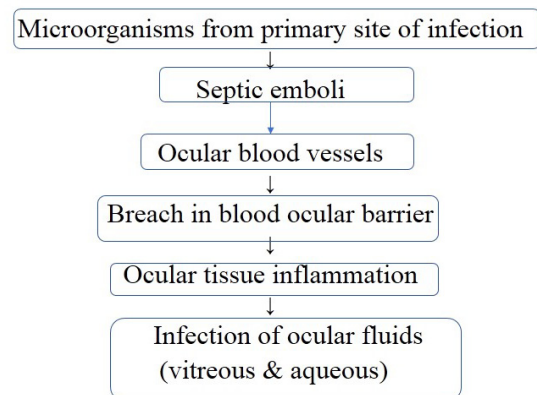 Microorganisms from primary site of infection
↓
Septic emboli
Ocular blood vessels
↓
Breach in blood ocular barrier
↓
Ocular tissue inflammation
↓
Infection of ocular fluids
(vitreous & aqueous)